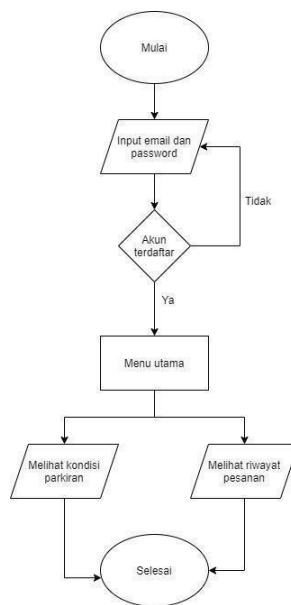 Mulai
Input email dan
password
Tidak
Akun
terdaftar
Ya
Menu utama
Melihat kondisi
parkiran
Melihat riwayat
pesanan
Selesai